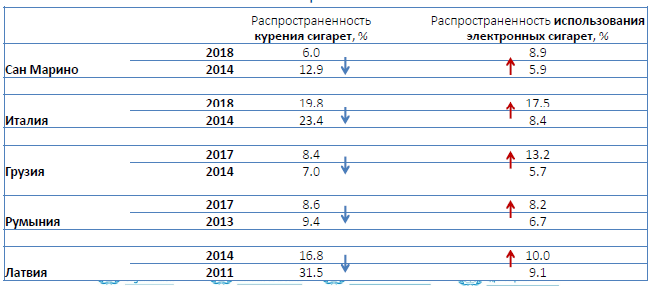 Распространенность Распространенность использования
курения сигарет, % электронных сигарет, %
2018 6.0 8.9
Сан Марино 2014 12.9 5.9
2018 19.8 17.5
Италия 2014 23.4 8.4
2017 8.4 13.2
Грузия 2014 7.0 5.7
2017 8.6 8.2
Румыния 2013 9.4 6.7
2014 16.8 10.0
Латвия 2011 31.5 9.1